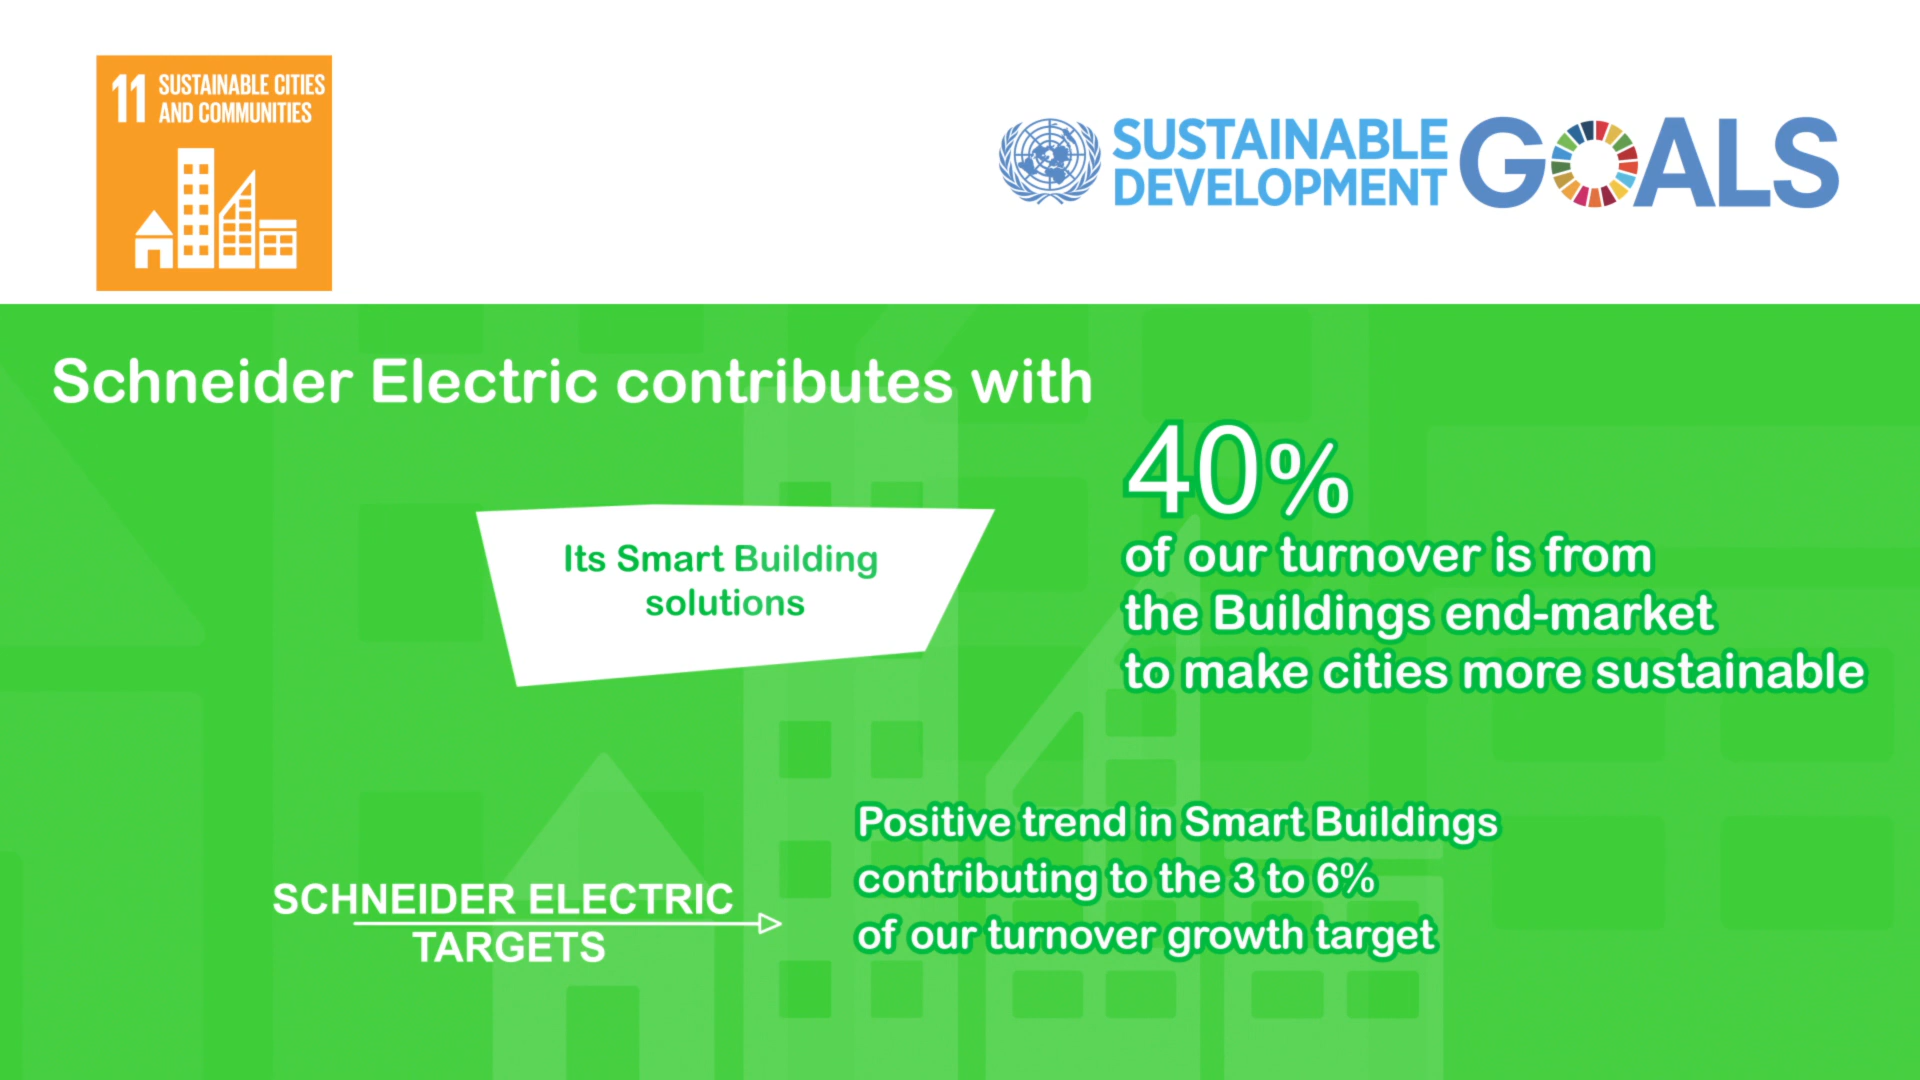 11 SUSTAINABLE CITIES
AND COMMUNITIES
SUSTAINABLE
DEVELOPMENT
GOALS
Schneider Electric contributes with
Its Smart Building
solutions
40%
of our turnover is from
the Buildings end-market
to make cities more sustainable
SCHNEIDER ELECTRIC
TARGETS
Positive trend in Smart Buildings
contributing to the 3 to 6%
of our turnover growth target